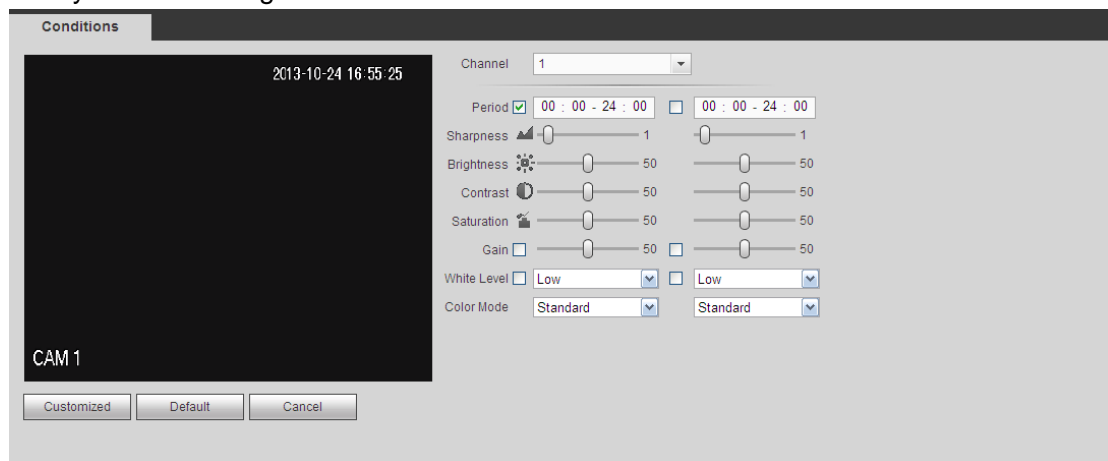 Conditions
2013-10-24 16:55:25
CAM 1
Channel 1
Period 00 : 00 - 24 : 00 00 : 00 - 24 : 00
Sharpness 1 1
Brightness 50 50
Contrast 50 50
Saturation 50 50
Gain 50 50
White Level Low Low
Color Mode Standard Standard
Customized Default Cancel